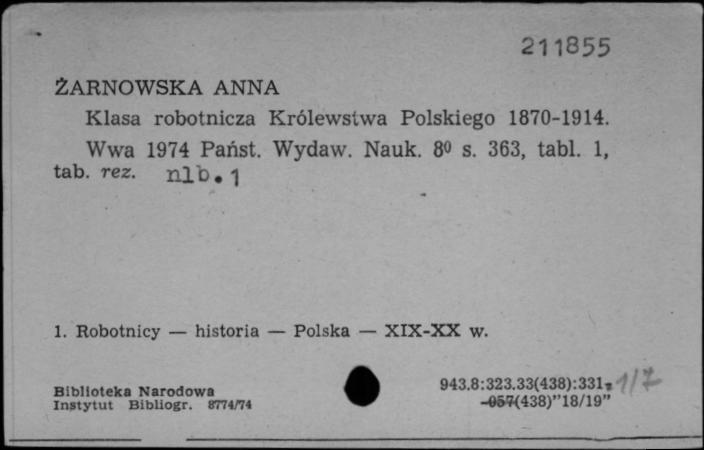 211855
ŻARNOWSKA ANNA
Klasa robotnicza Królewstwa Polskiego 1870-1914.
Wwa 1974 Państ. Wydaw. Nauk. 8⁰ s. 363, tabl. 1,
tab. rez. nlb. 1
1. Robotnicy — historia — Polska — XIX-XX w.
Biblioteka Narodowa
Instytut Bibliogr. 8774/74
943.8:323.33(438):331
-057(438)"18/19"